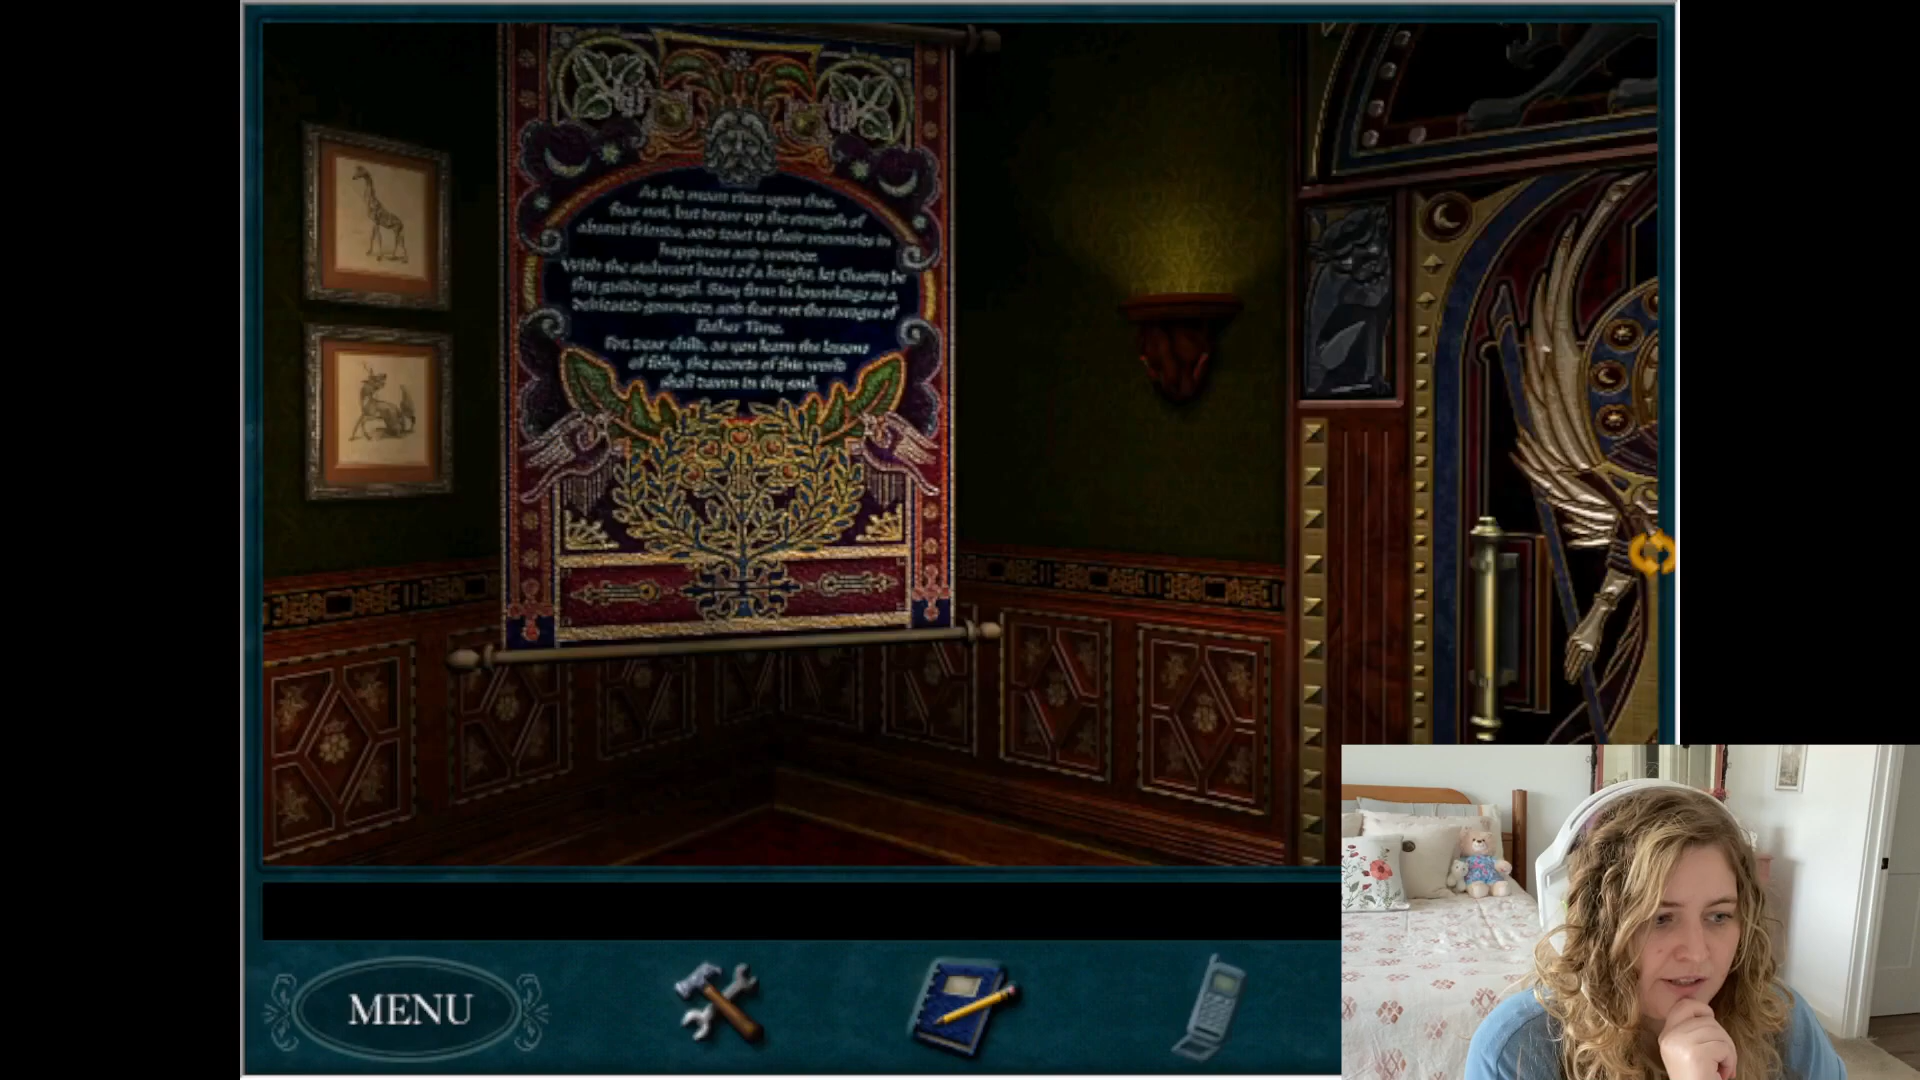 As the moon rises upon thee,
fear not, but draw up the strength of
absent friends, and toast to their memories in
happiness and wonder.
With the stalwart heart of a knight, let Charity be
thy guiding angel. Stay firm in knowledge as a
dedicated geometer, and fear not the ravages of
Father Time.
For, dear child, as you learn the lessons
of folly, the secrets of this world
shall dawn in thy soul.
MENU